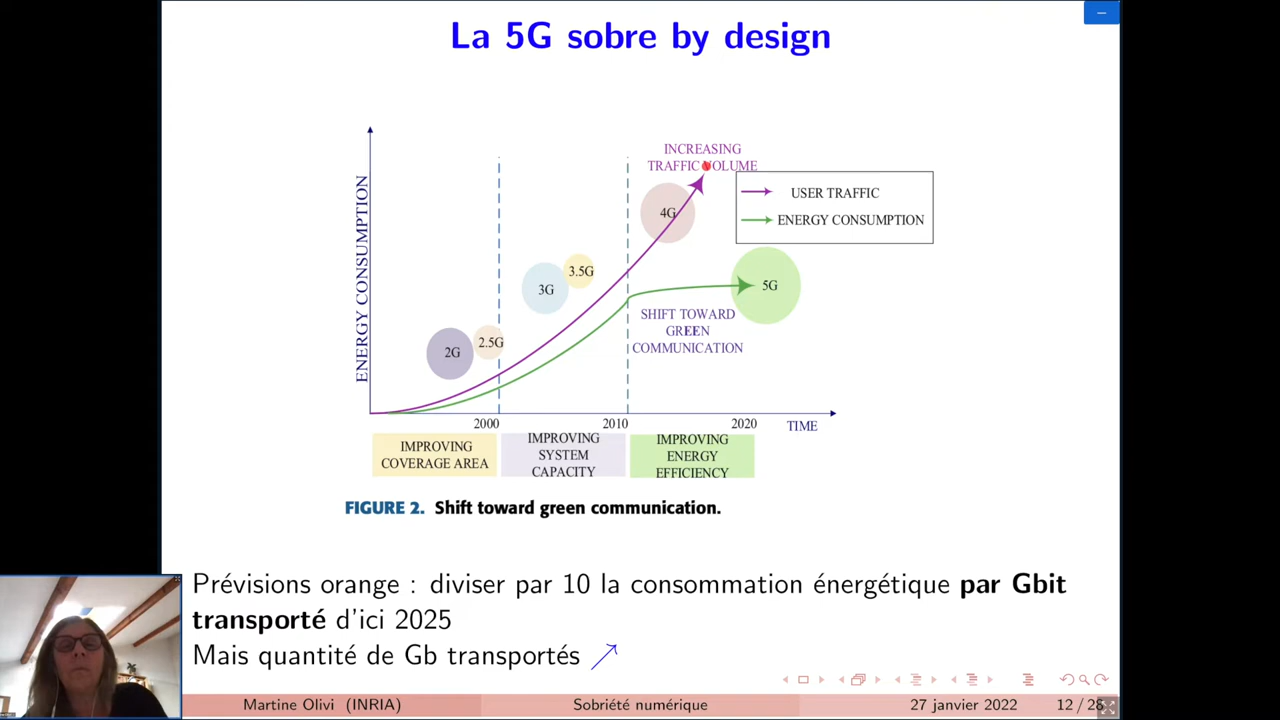 La 5G sobre by design
INCREASING
TRAFFIC VOLUME
USER TRAFFIC
ENERGY CONSUMPTION
ENERGY CONSUMPTION
4G
3.5G
3G
5G
2.5G
2G
SHIFT TOWARD
GREEN
COMMUNICATION
2000
2010
2020
TIME
IMPROVING
COVERAGE AREA
IMPROVING
SYSTEM
CAPACITY
IMPROVING
ENERGY
EFFICIENCY
FIGURE 2. Shift toward green communication.
Prévisions orange : diviser par 10 la consommation énergétique par Gbit
transporté d'ici 2025
Mais quantité de Gb transportés ↗
Martine Olivi (INRIA)
Sobriété numérique
27 janvier 2022
12 / 28